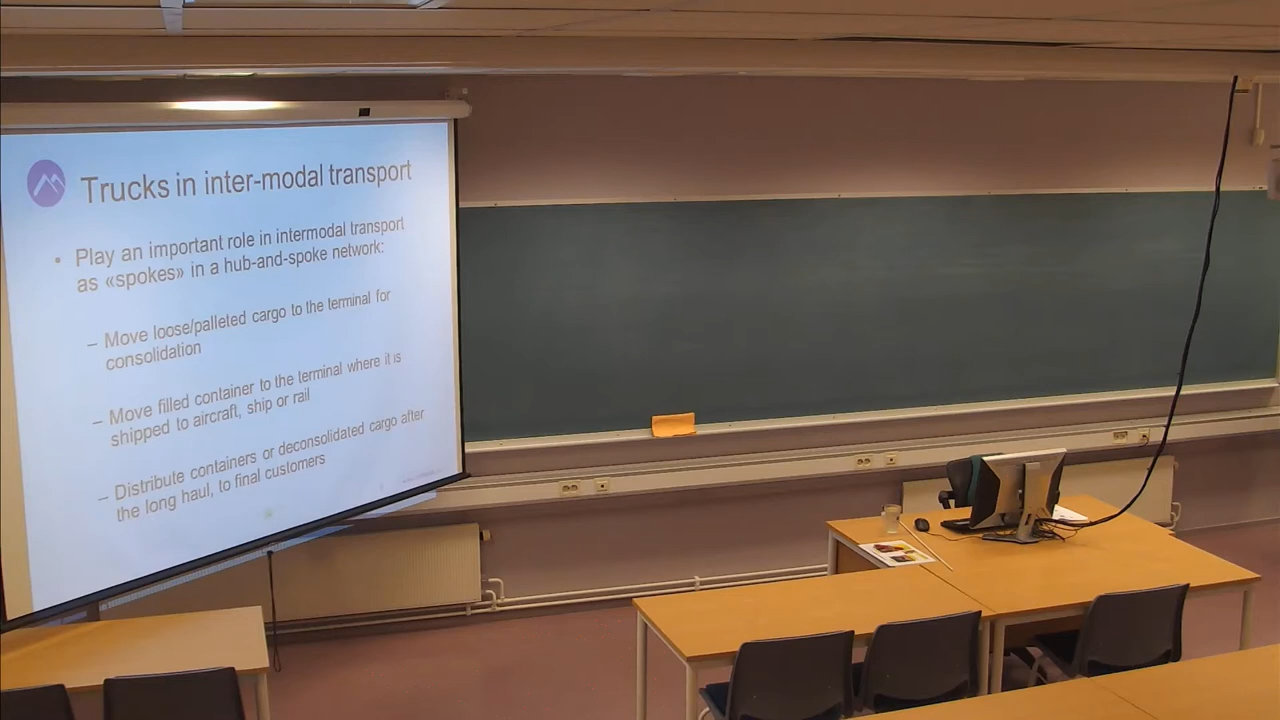 Trucks in inter-modal transport
• Play an important role in intermodal transport
as «spokes» in a hub-and-spoke network:
– Move loose/palleted cargo to the terminal for
consolidation
– Move filled container to the terminal where it is
shipped to aircraft, ship or rail
– Distribute containers or deconsolidated cargo after
the long haul, to final customers